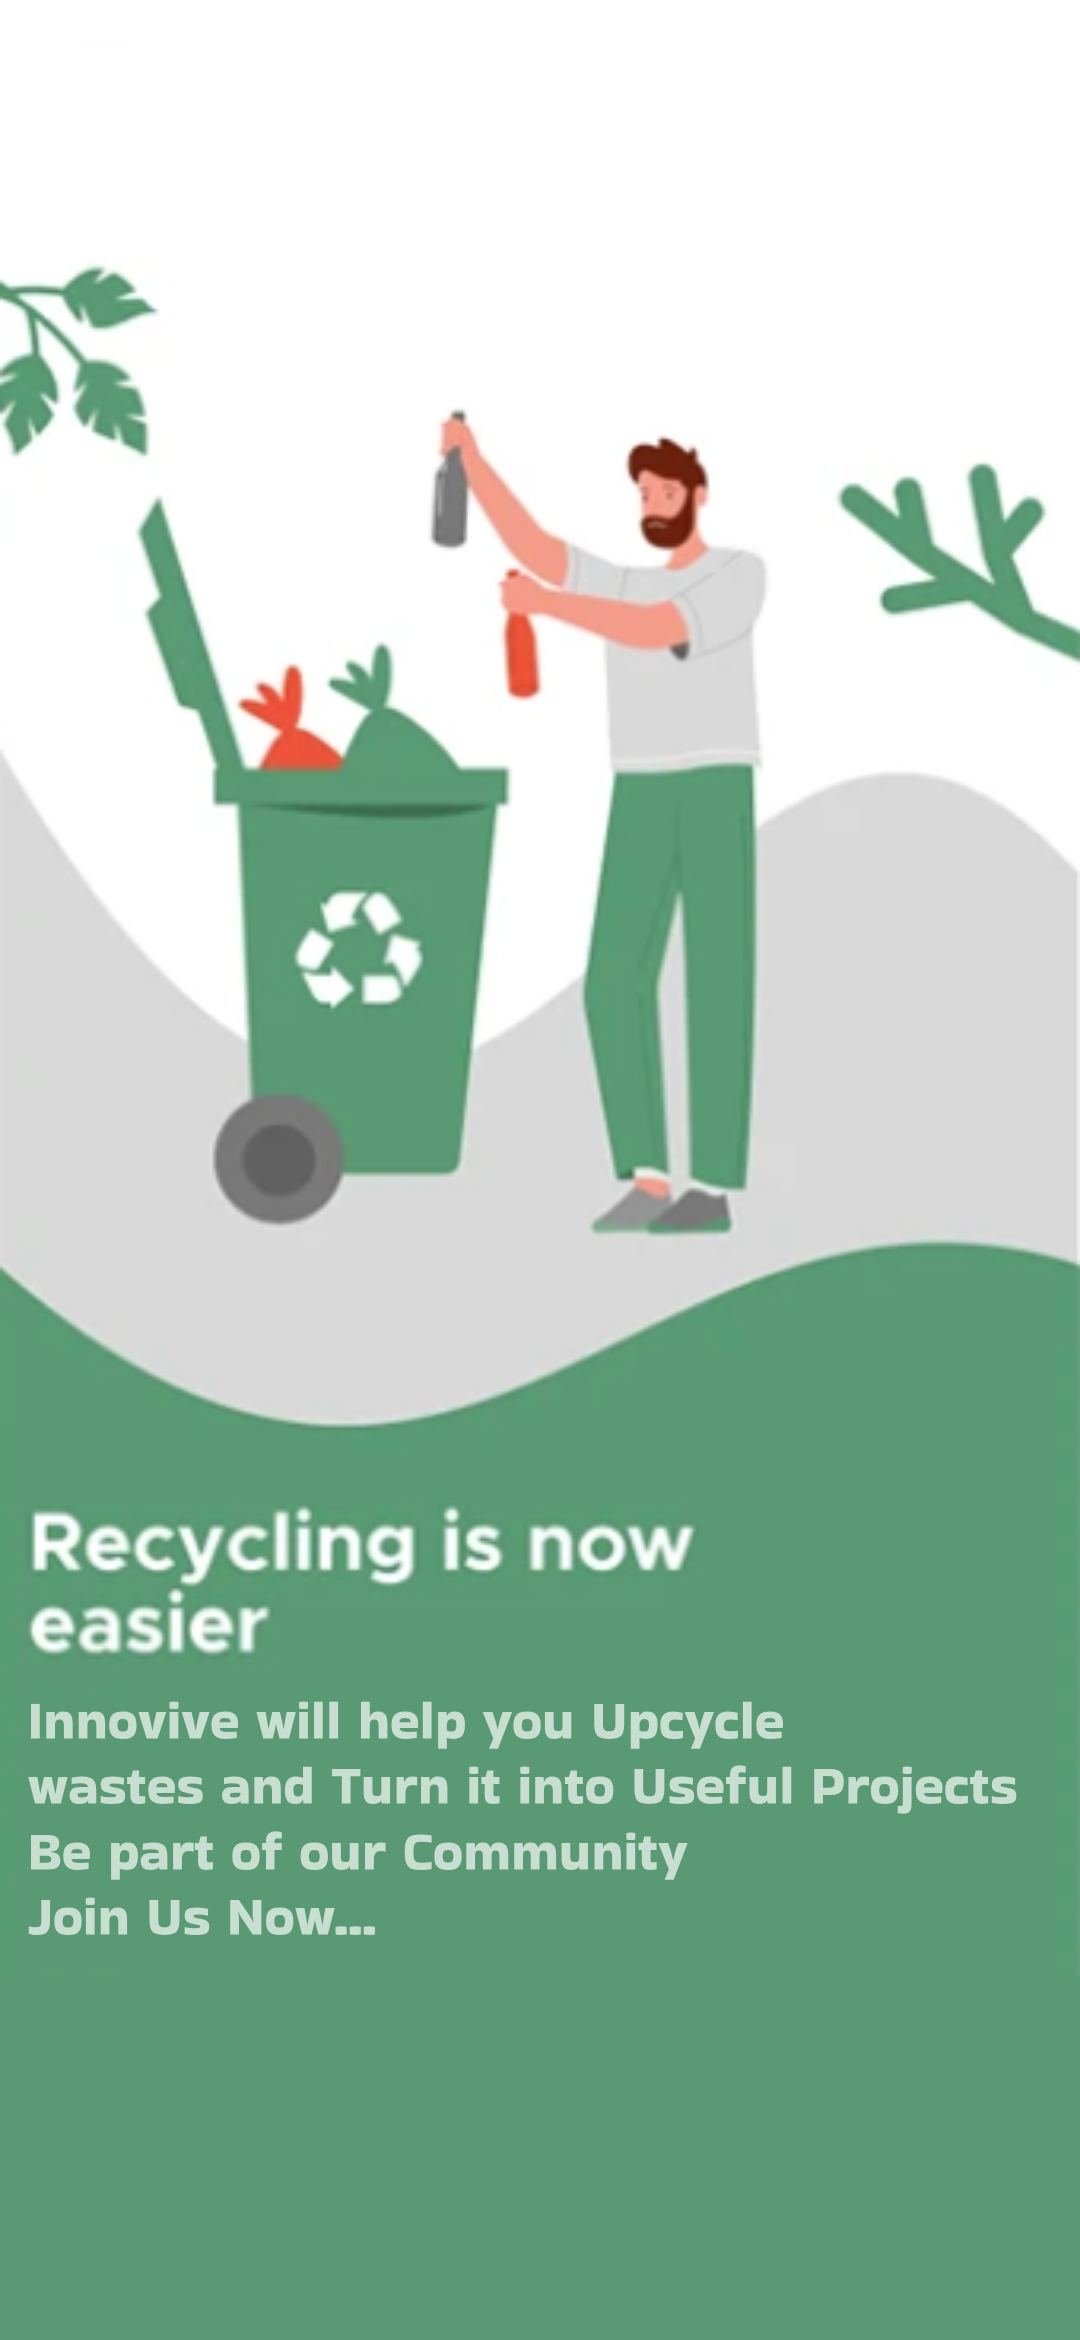 Recycling is now
easier
Innovive will help you Upcycle
wastes and Turn it into Useful Projects
Be part of our Community
Join Us Now...